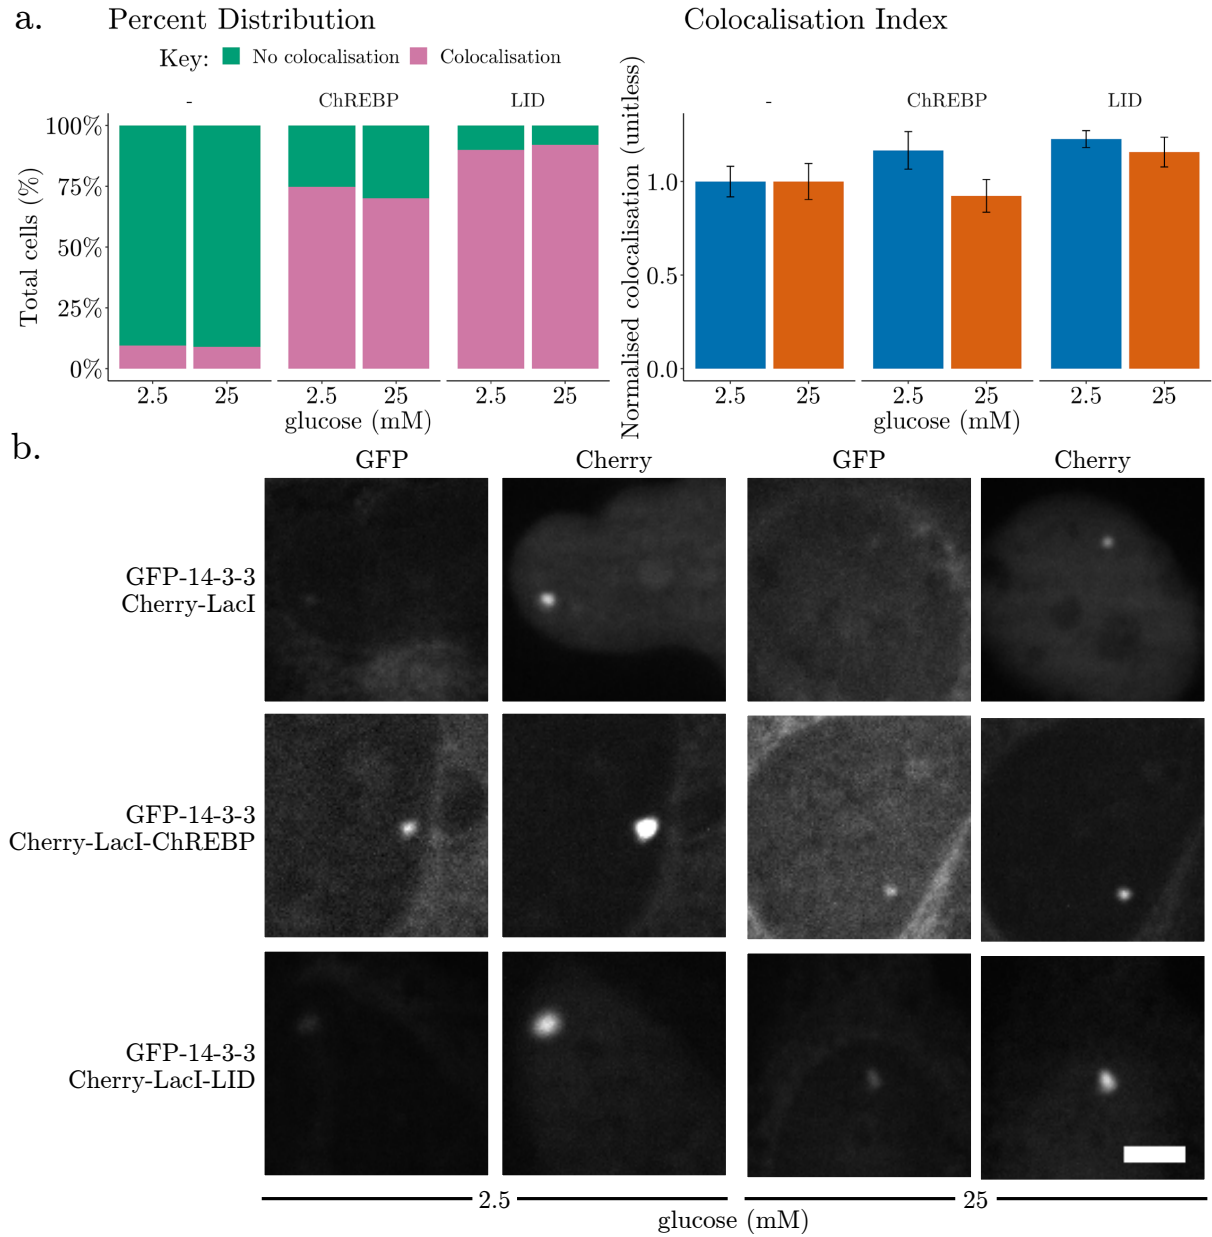 a.
Percent Distribution
Key: No colocalisation Colocalisation
- ChREBP LID
Total cells (%)
100%
75%
50%
25%
0%
2.5 25 2.5 25 2.5 25
glucose (mM)
Colocalisation Index
- ChREBP LID
Normalised colocalisation (unitless)
1.0
0.5
0.0
2.5 25 2.5 25 2.5 25
glucose (mM)
b.
GFP Cherry GFP Cherry
GFP-14-3-3
Cherry-LacI
GFP-14-3-3
Cherry-LacI-ChREBP
GFP-14-3-3
Cherry-LacI-LID
2.5 25
glucose (mM)